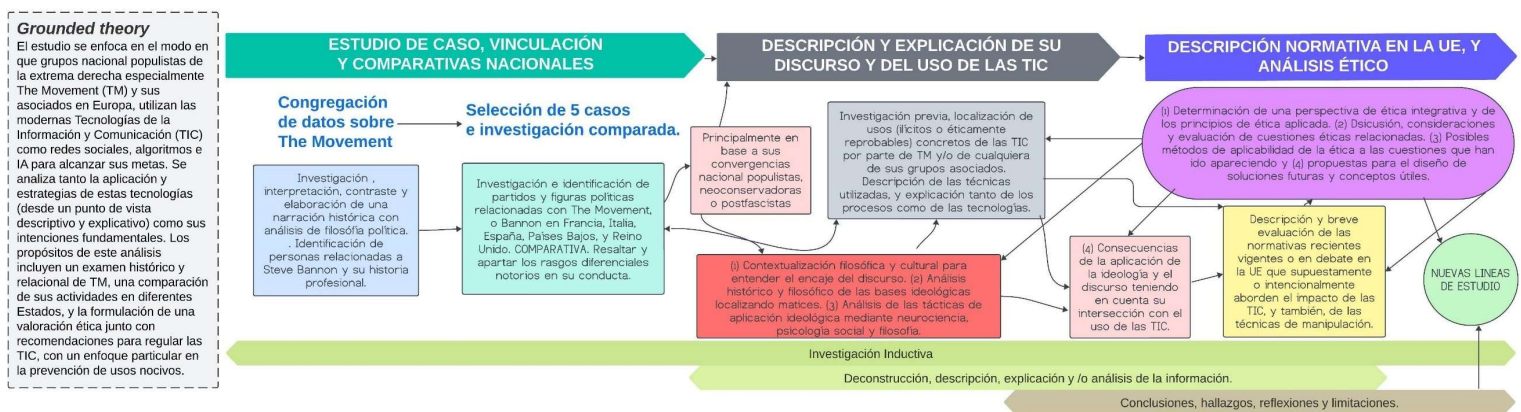 Grounded theory
El estudio se enfoca en el modo en
que grupos nacional populistas de
la extrema derecha especialmente
The Movement (TM) y sus
asociados en Europa, utilizan las
modernas Tecnologías de la
Información y Comunicación (TIC)
como redes sociales, algoritmos e
IA para alcanzar sus metas. Se
analiza tanto la aplicación y
estrategias de estas tecnologías
(desde un punto de vista
descriptivo y explicativo) como sus
intenciones fundamentales. Los
propósitos de este análisis
incluyen un examen histórico y
relacional de TM, una comparación
de sus actividades en diferentes
Estados, y la formulación de una
valoración ética junto con
recomendaciones para regular las
TIC, con un enfoque particular en
la prevención de usos nocivos.
ESTUDIO DE CASO, VINCULACIÓN
Y COMPARATIVAS NACIONALES
DESCRIPCIÓN Y EXPLICACIÓN DE SU
DISCURSO Y DEL USO DE LAS TIC
DESCRIPCIÓN NORMATIVA EN LA UE, Y
ANÁLISIS ÉTICO
Congregación
de datos sobre
The Movement
Selección de 5 casos
e investigación comparada.
Investigación ,
interpretación, contraste y
elaboración de una
narración histórica con
análisis de filosofía política.
. Identificación de
personas relacionadas a
Steve Bannon y su historia
profesional.
Investigación e identificación de
partidos y figuras políticas
relacionadas con The Movement,
o Bannon en Francia, Italia,
España, Países Bajos, y Reino
Unido. COMPARATIVA. Resaltar y
apartar los rasgos diferenciales
notorios en su conducta.
Principalmente en
base a sus
convergencias
nacional populistas,
neoconservadoras
o postfascistas
Investigación previa, localización de
usos (ilícitos o éticamente
reprobables) concretos de las TIC
por parte de TM y/o de cualquiera
de sus grupos asociados.
Descripción de las técnicas
utilizadas, y explicación tanto de los
procesos como de las tecnologías.
(1) Contextualización filosófica y cultural para
entender el encaje del discurso. (2) Análisis
histórico y filosófico de las bases ideológicas
localizando matices. (3) Análisis de las tácticas de
aplicación ideológica mediante neurociencia,
psicología social y filosofía.
(4) Consecuencias
de la aplicación de
la ideología y el
discurso teniendo
en cuenta su
intersección con el
uso de las TIC.
(1) Determinación de una perspectiva de ética integrativa y de
los principios de ética aplicada. (2) Dsicusión, consideraciones
y evaluación de cuestiones éticas relacionadas. (3) Posibles
métodos de aplicabilidad de la ética a las cuestiones que han
ido apareciendo y (4) propuestas para el diseño de
soluciones futuras y conceptos útiles.
Descripción y breve
evaluación de las
normativas recientes
vigentes o en debate en
la UE que supuestamente
o intencionalmente
aborden el impacto de las
TIC, y también, de las
técnicas de manipulación.
NUEVAS LINEAS
DE ESTUDIO
Investigación Inductiva
Deconstrucción, descripción, explicación y /o análisis de la información.
Conclusiones, hallazgos, reflexiones y limitaciones.